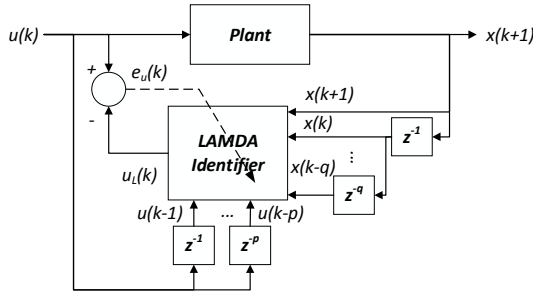 u(k)
Plant
x(k+1)
+
e_u(k)
-
x(k+1)
x(k)
z^-1
LAMDA
Identifier
...
x(k-q)
z^-q
u_L(k)
u(k-1)
...
u(k-p)
z^-1
z^-p